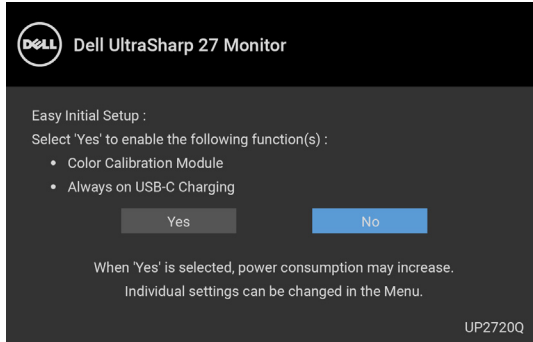 DELL Dell UltraSharp 27 Monitor
Easy Initial Setup :
Select 'Yes' to enable the following function(s) :
• Color Calibration Module
• Always on USB-C Charging
Yes No
When 'Yes' is selected, power consumption may increase.
Individual settings can be changed in the Menu.
UP2720Q